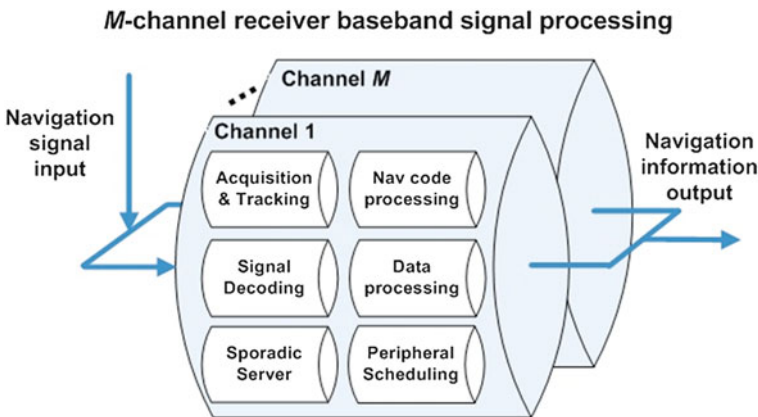 M-channel receiver baseband signal processing
Channel M
Channel 1
Navigation
signal
input
Acquisition
& Tracking
Nav code
processing
Signal
Decoding
Data
processing
Sporadic
Server
Peripheral
Scheduling
Navigation
information
output